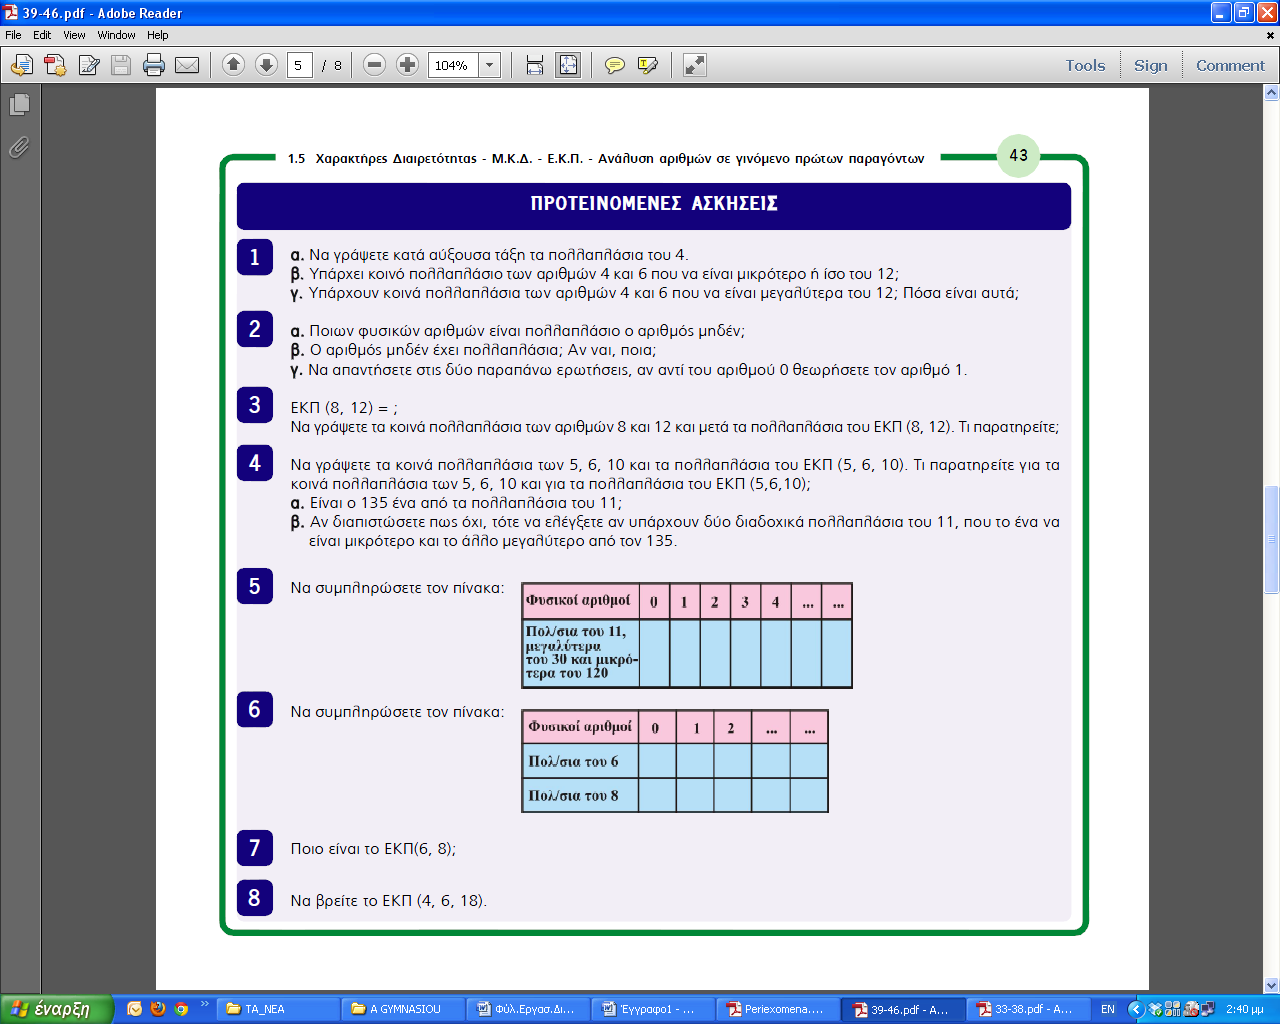 39-46.pdf - Adobe Reader
File Edit View Window Help
5 / 8 104% Tools Sign Comment
1.5 Χαρακτήρες Διαιρετότητας - Μ.Κ.Δ. - Ε.Κ.Π. - Ανάλυση αριθμών σε γινόμενο πρώτων παραγόντων 43
ΠΡΟΤΕΙΝΟΜΕΝΕΣ ΑΣΚΗΣΕΙΣ
1 α. Να γράψετε κατά αύξουσα τάξη τα πολλαπλάσια του 4.
β. Υπάρχει κοινό πολλαπλάσιο των αριθμών 4 και 6 που να είναι μικρότερο ή ίσο του 12;
γ. Υπάρχουν κοινά πολλαπλάσια των αριθμών 4 και 6 που να είναι μεγαλύτερα του 12; Πόσα είναι αυτά;
2 α. Ποιων φυσικών αριθμών είναι πολλαπλάσιο ο αριθμός μηδέν;
β. Ο αριθμός μηδέν έχει πολλαπλάσια; Αν ναι, ποια;
γ. Να απαντήσετε στις δύο παραπάνω ερωτήσεις, αν αντί του αριθμού 0 θεωρήσετε τον αριθμό 1.
3 ΕΚΠ (8, 12) = ;
Να γράψετε τα κοινά πολλαπλάσια των αριθμών 8 και 12 και μετά τα πολλαπλάσια του ΕΚΠ (8, 12). Τι παρατηρείτε;
4 Να γράψετε τα κοινά πολλαπλάσια των 5, 6, 10 και τα πολλαπλάσια του ΕΚΠ (5, 6, 10). Τι παρατηρείτε για τα
κοινά πολλαπλάσια των 5, 6, 10 και για τα πολλαπλάσια του ΕΚΠ (5,6,10);
α. Είναι ο 135 ένα από τα πολλαπλάσια του 11;
β. Αν διαπιστώσετε πως όχι, τότε να ελέγξετε αν υπάρχουν δύο διαδοχικά πολλαπλάσια του 11, που το ένα να
είναι μικρότερο και το άλλο μεγαλύτερο από τον 135.
5 Να συμπληρώσετε τον πίνακα:
Φυσικοί αριθμοί 0 1 2 3 4 ... ...
Πολ/σια του 11,
μεγαλύτερα
του 30 και μικρό-
τερα του 120
6 Να συμπληρώσετε τον πίνακα:
Φυσικοί αριθμοί 0 1 2 ... ...
Πολ/σια του 6
Πολ/σια του 8
7 Ποιο είναι το ΕΚΠ(6, 8);
8 Να βρείτε το ΕΚΠ (4, 6, 18).
έναρξη TA_NEA A GYMNASIOU Φύλ.Εργασ.Δι... Έγγραφο1 - ... Periexomena.... 39-46.pdf - A... 33-38.pdf - A... EN 2:40 μμ